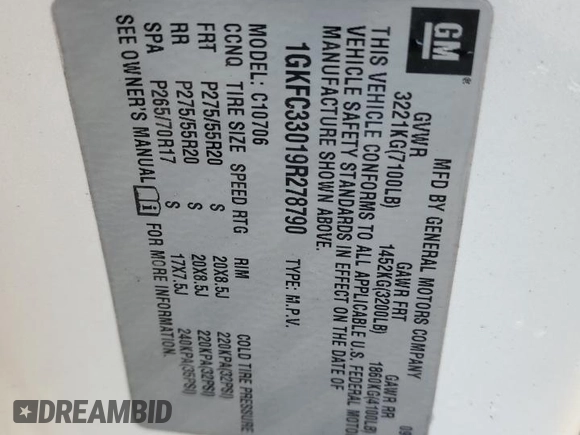 GM
MFD BY GENERAL MOTORS COMPANY 09
GVWR GAWR FRT GAWR RR
3221KG(7100LB) 1452KG(3200LB) 1860KG(4100LB)
THIS VEHICLE CONFORMS TO ALL APPLICABLE U.S. FEDERAL MOTO
VEHICLE SAFETY STANDARDS IN EFFECT ON THE DATE OF
MANUFACTURE SHOWN ABOVE.
1GKFC33019R278790 TYPE: M.P.V.
MODEL: C10706
CCNQ TIRE SIZE SPEED RTG RIM COLD TIRE PRESSURE
FRT P275/55R20 S 20X8.5J 220KPA(32PSI)
RR P275/55R20 S 20X8.5J 220KPA(32PSI)
SPA P265/70R17 S 17X7.5J 240KPA(35PSI)
SEE OWNER'S MANUAL FOR MORE INFORMATION.
DREAMBID